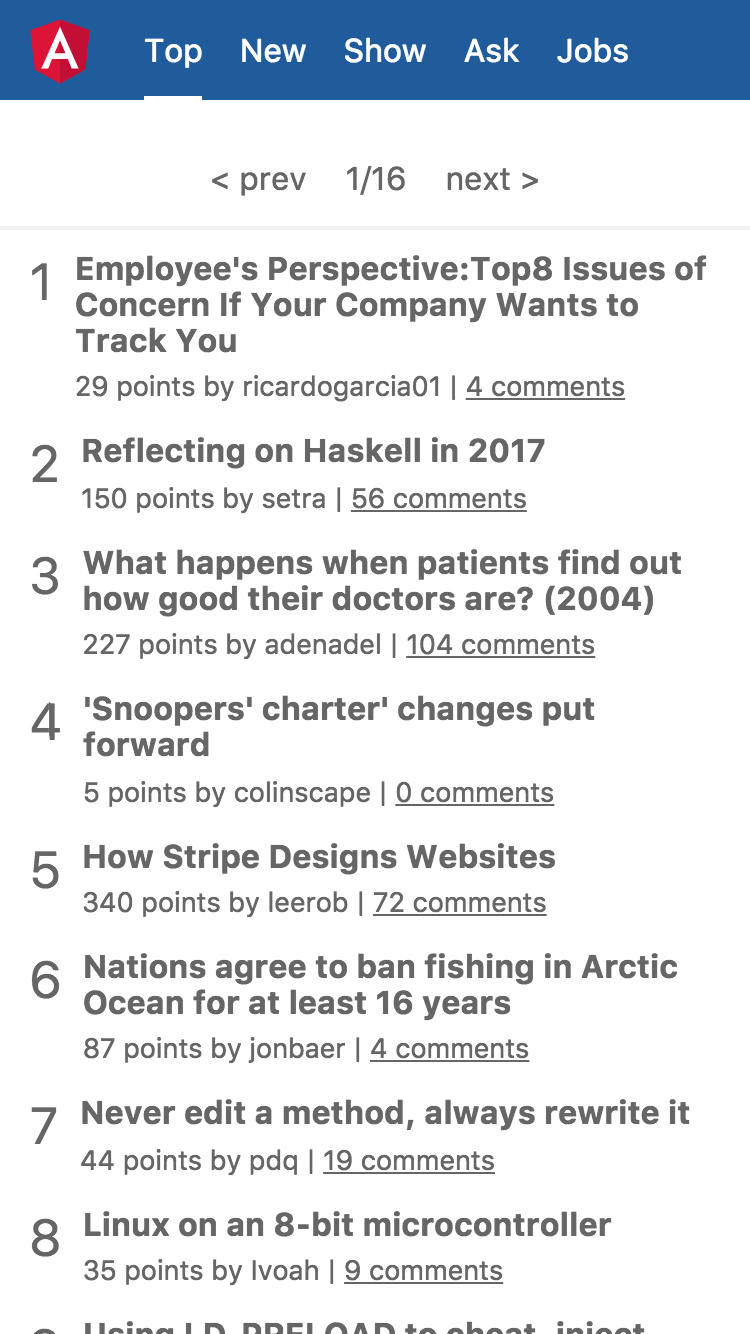 A Top New Show Ask Jobs
< prev 1/16 next >
1 Employee's Perspective:Top8 Issues of
Concern If Your Company Wants to
Track You
29 points by ricardogarcia01 | 4 comments
2 Reflecting on Haskell in 2017
150 points by setra | 56 comments
3 What happens when patients find out
how good their doctors are? (2004)
227 points by adenadel | 104 comments
4 'Snoopers' charter' changes put
forward
5 points by colinscape | 0 comments
5 How Stripe Designs Websites
340 points by leerob | 72 comments
6 Nations agree to ban fishing in Arctic
Ocean for at least 16 years
87 points by jonbaer | 4 comments
7 Never edit a method, always rewrite it
44 points by pdq | 19 comments
8 Linux on an 8-bit microcontroller
35 points by lvoah | 9 comments
Using LD_PRELOAD to cheat, inject